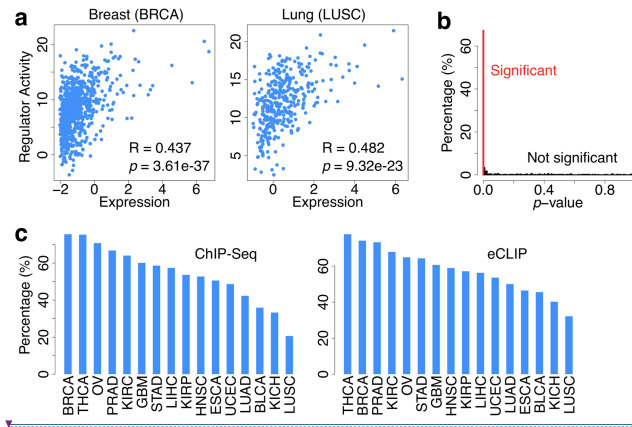 a
Breast (BRCA)
Lung (LUSC)
Regulator Activity
20
10
0
−2 0 2 4 6
Expression
R = 0.437
p = 3.61e-37
20
15
10
5
0 2 4 6
Expression
R = 0.482
p = 9.32e-23
b
Percentage (%)
60
40
20
0
Significant
Not significant
0.0 0.4 0.8
p–value
c
ChIP-Seq
Percentage (%)
60
40
20
0
BRCA THCA OV PRAD KIRC GBM STAD LIHC KIRP HNSC ESCA UCEC LUAD BLCA KICH LUSC
eCLIP
60
40
20
0
THCA BRCA PRAD KIRC OV STAD GBM HNSC KIRP LIHC UCEC LUAD ESCA BLCA KICH LUSC